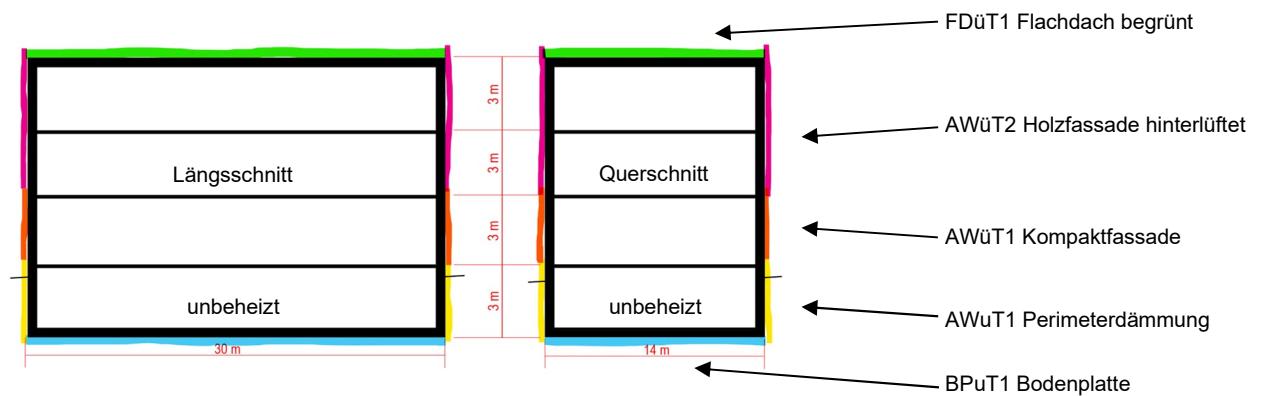 FDüT1 Flachdach begrünt
3 m
AWüT2 Holzfassade hinterlüftet
3 m
Längsschnitt
Querschnitt
3 m
AWüT1 Kompaktfassade
3 m
unbeheizt
unbeheizt
AWuT1 Perimeterdämmung
30 m
14 m
BPuT1 Bodenplatte